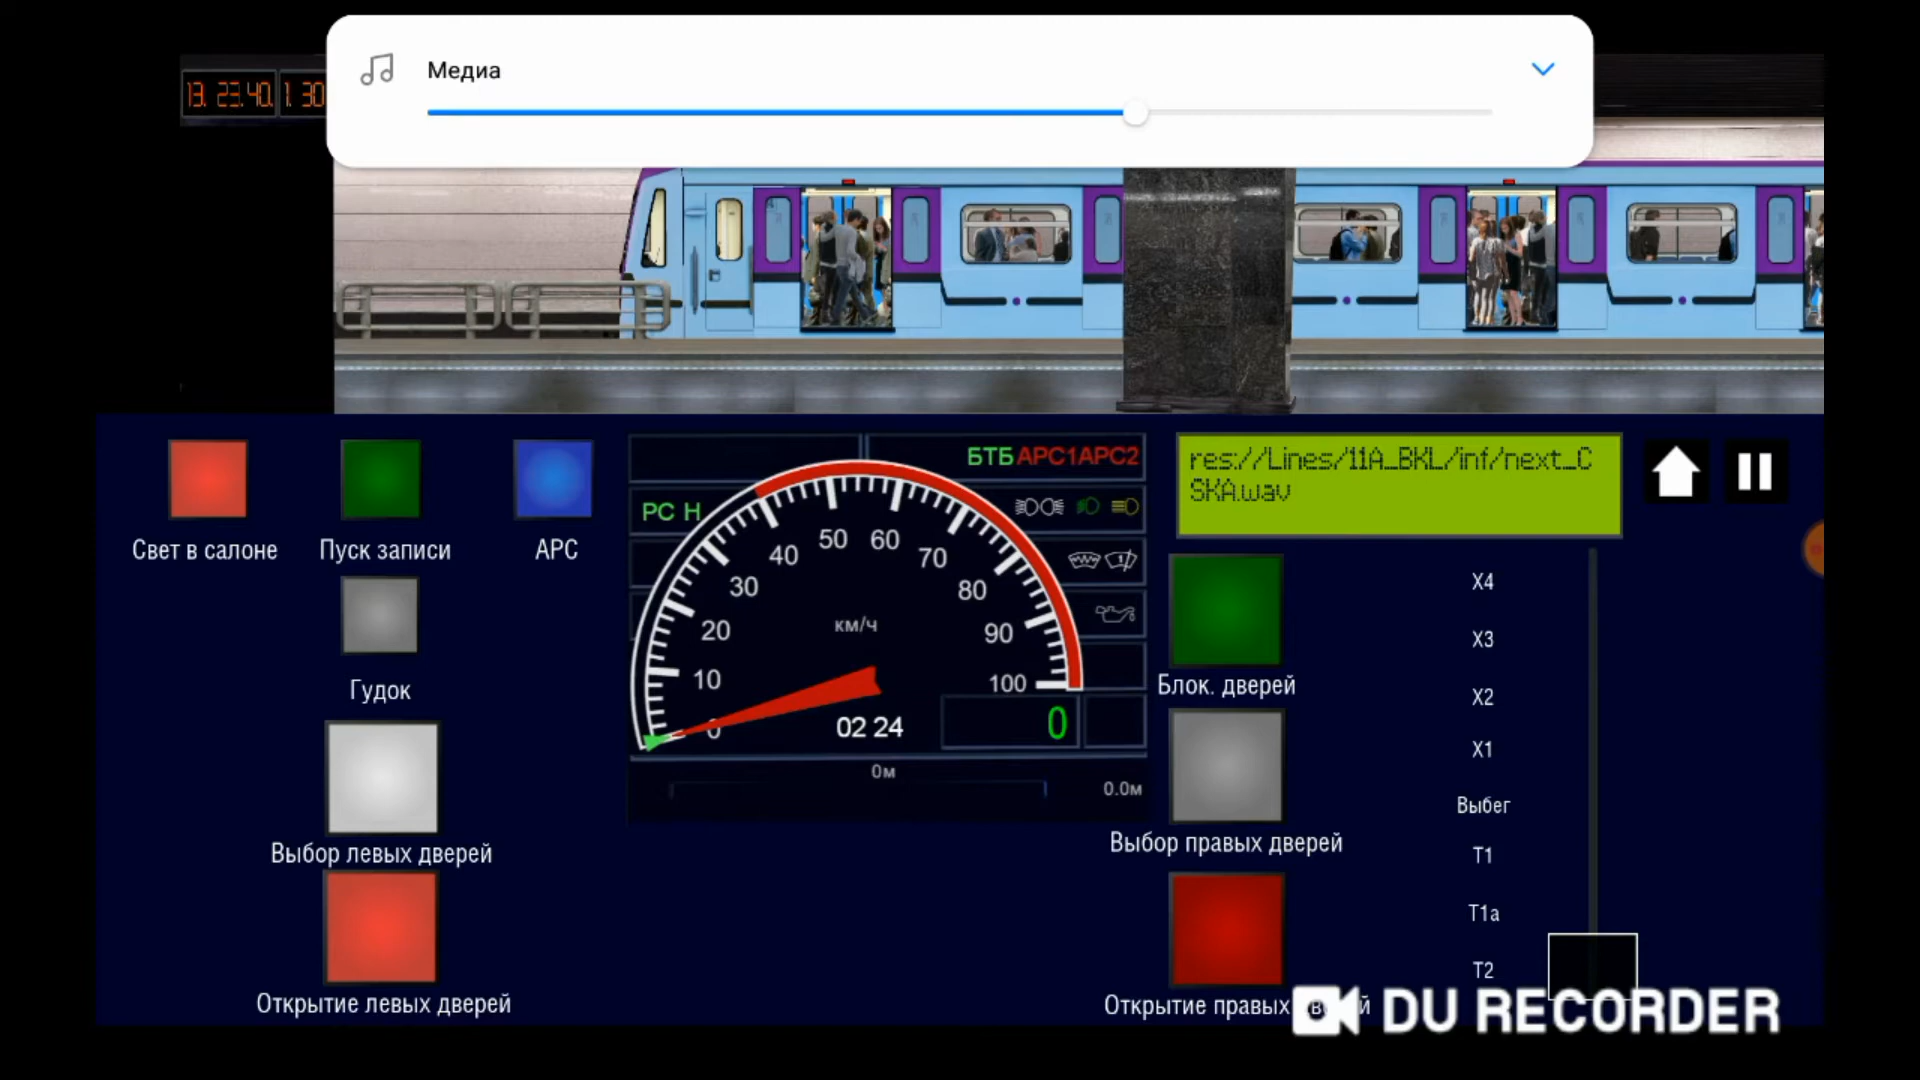 Медиа
13. 23.40. 1. 30
БТБ АРС1АРС2
res://Lines/11A_BKL/inf/next_C
SKA.wav
РС Н
Свет в салоне
Пуск записи
АРС
Гудок
Выбор левых дверей
Открытие левых дверей
0
10
20
30
40
50
60
70
80
90
100
км/ч
02 24
0
0м
0.0м
Блок. дверей
Выбор правых дверей
Открытие правых
X4
X3
X2
X1
Выбег
T1
T1a
T2
DU RECORDER